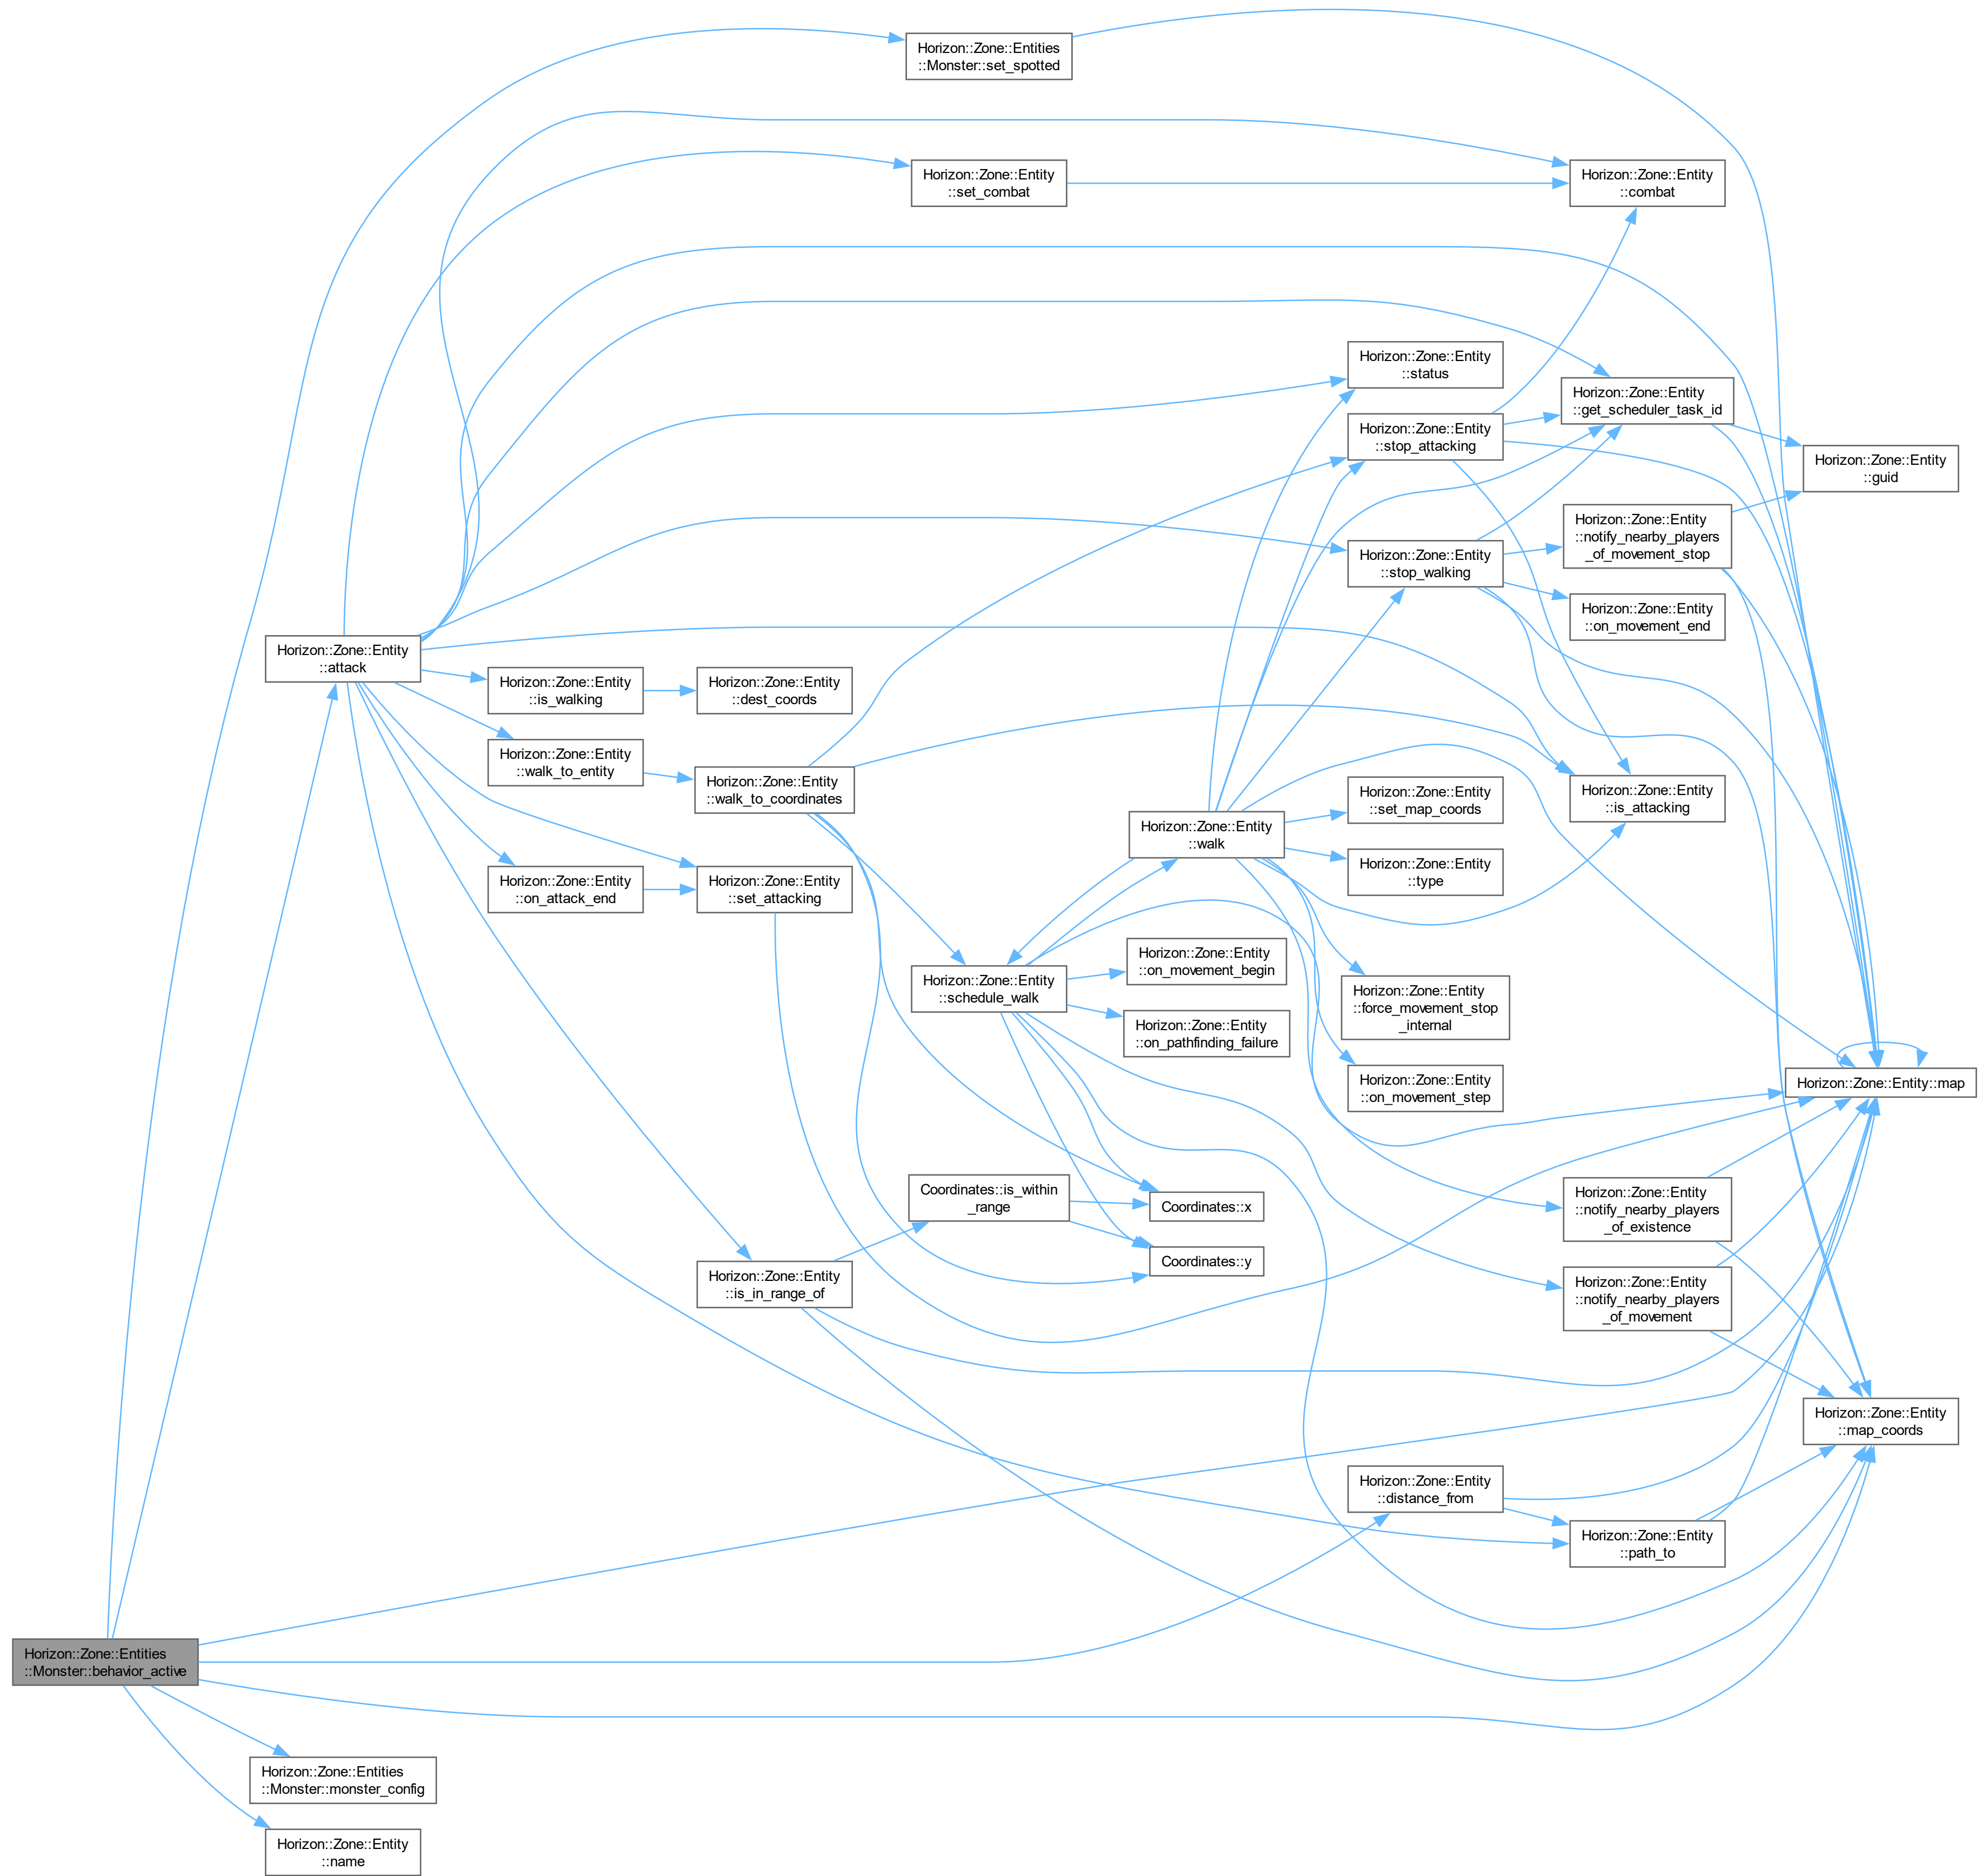 Horizon::Zone::Entities
::Monster::set_spotted
Horizon::Zone::Entity
::set_combat
Horizon::Zone::Entity
::combat
Horizon::Zone::Entity
::status
Horizon::Zone::Entity
::get_scheduler_task_id
Horizon::Zone::Entity
::stop_attacking
Horizon::Zone::Entity
::guid
Horizon::Zone::Entity
::notify_nearby_players
_of_movement_stop
Horizon::Zone::Entity
::stop_walking
Horizon::Zone::Entity
::on_movement_end
Horizon::Zone::Entity
::attack
Horizon::Zone::Entity
::is_walking
Horizon::Zone::Entity
::dest_coords
Horizon::Zone::Entity
::walk_to_entity
Horizon::Zone::Entity
::walk_to_coordinates
Horizon::Zone::Entity
::set_map_coords
Horizon::Zone::Entity
::is_attacking
Horizon::Zone::Entity
::walk
Horizon::Zone::Entity
::type
Horizon::Zone::Entity
::on_attack_end
Horizon::Zone::Entity
::set_attacking
Horizon::Zone::Entity
::on_movement_begin
Horizon::Zone::Entity
::schedule_walk
Horizon::Zone::Entity
::force_movement_stop
_internal
Horizon::Zone::Entity
::on_pathfinding_failure
Horizon::Zone::Entity
::on_movement_step
Horizon::Zone::Entity::map
Coordinates::is_within
_range
Coordinates::x
Horizon::Zone::Entity
::notify_nearby_players
_of_existence
Coordinates::y
Horizon::Zone::Entity
::is_in_range_of
Horizon::Zone::Entity
::notify_nearby_players
_of_movement
Horizon::Zone::Entity
::map_coords
Horizon::Zone::Entity
::distance_from
Horizon::Zone::Entity
::path_to
Horizon::Zone::Entities
::Monster::behavior_active
Horizon::Zone::Entities
::Monster::monster_config
Horizon::Zone::Entity
::name